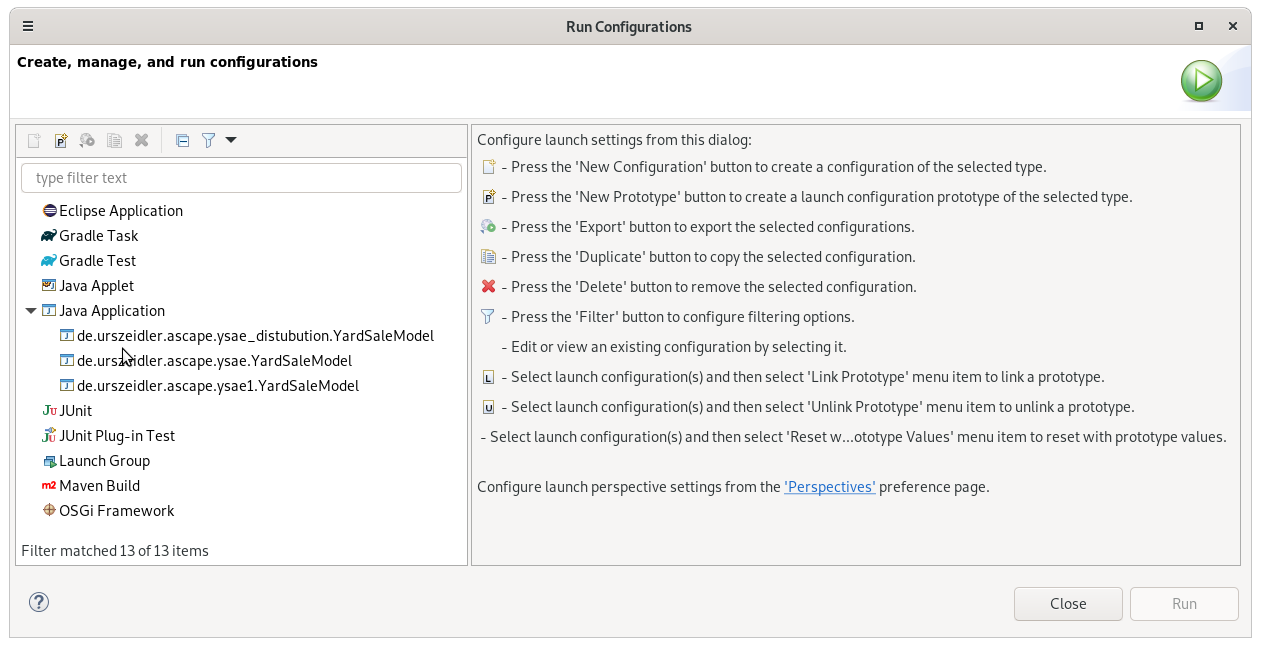 Run Configurations
Create, manage, and run configurations
type filter text
Eclipse Application
Gradle Task
Gradle Test
Java Applet
Java Application
de.urszeidler.ascape.ysae_distubution.YardSaleModel
de.urszeidler.ascape.ysae.YardSaleModel
de.urszeidler.ascape.ysae1.YardSaleModel
JUnit
JUnit Plug-in Test
Launch Group
Maven Build
OSGi Framework
Filter matched 13 of 13 items
Configure launch settings from this dialog:
- Press the 'New Configuration' button to create a configuration of the selected type.
- Press the 'New Prototype' button to create a launch configuration prototype of the selected type.
- Press the 'Export' button to export the selected configurations.
- Press the 'Duplicate' button to copy the selected configuration.
- Press the 'Delete' button to remove the selected configuration.
- Press the 'Filter' button to configure filtering options.
- Edit or view an existing configuration by selecting it.
- Select launch configuration(s) and then select 'Link Prototype' menu item to link a prototype.
- Select launch configuration(s) and then select 'Unlink Prototype' menu item to unlink a prototype.
- Select launch configuration(s) and then select 'Reset w...ototype Values' menu item to reset with prototype values.
Configure launch perspective settings from the 'Perspectives' preference page.
Close
Run